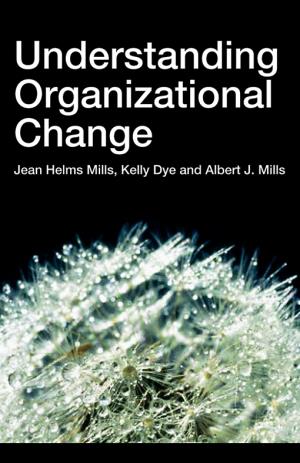 Understanding
Organizational
Change
Jean Helms Mills, Kelly Dye and Albert J. Mills